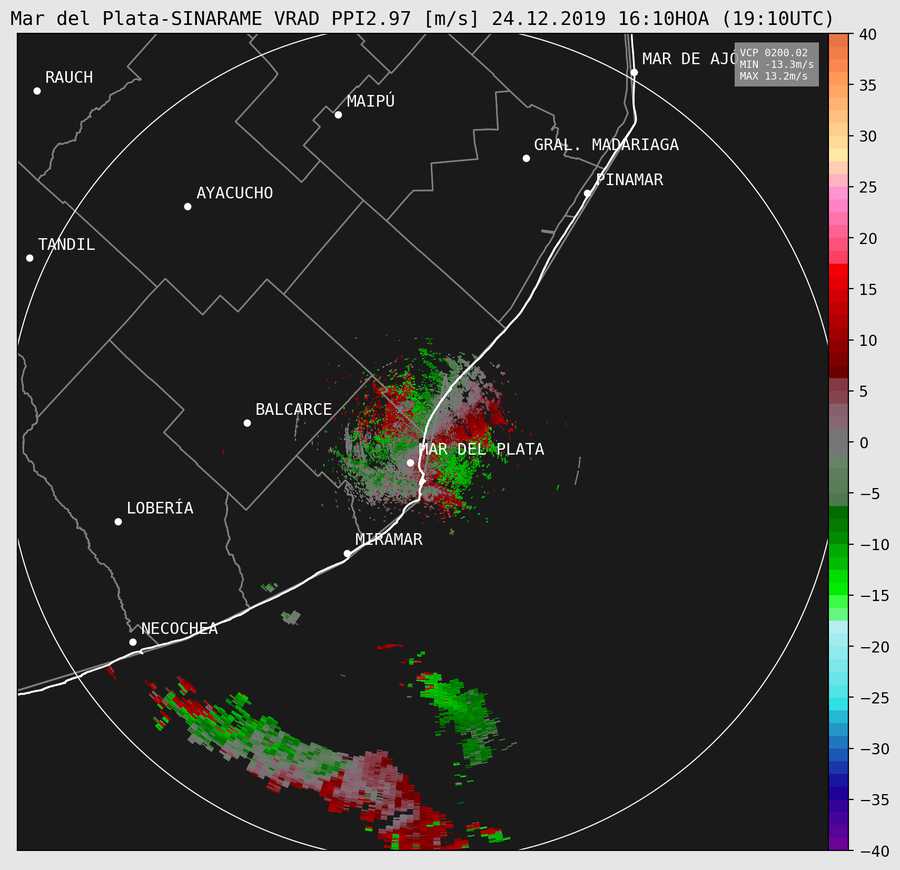 Mar del Plata-SINARAME VRAD PPI2.97 [m/s] 24.12.2019 16:10HOA (19:10UTC)
MAR DE AJÓ
VCP 0200.02
MIN -13.3m/s
MAX 13.2m/s
RAUCH
MAIPÚ
GRAL. MADARIAGA
PINAMAR
AYACUCHO
TANDIL
BALCARCE
MAR DEL PLATA
LOBERÍA
MIRAMAR
NECOCHEA
40
35
30
25
20
15
10
5
0
−5
−10
−15
−20
−25
−30
−35
−40